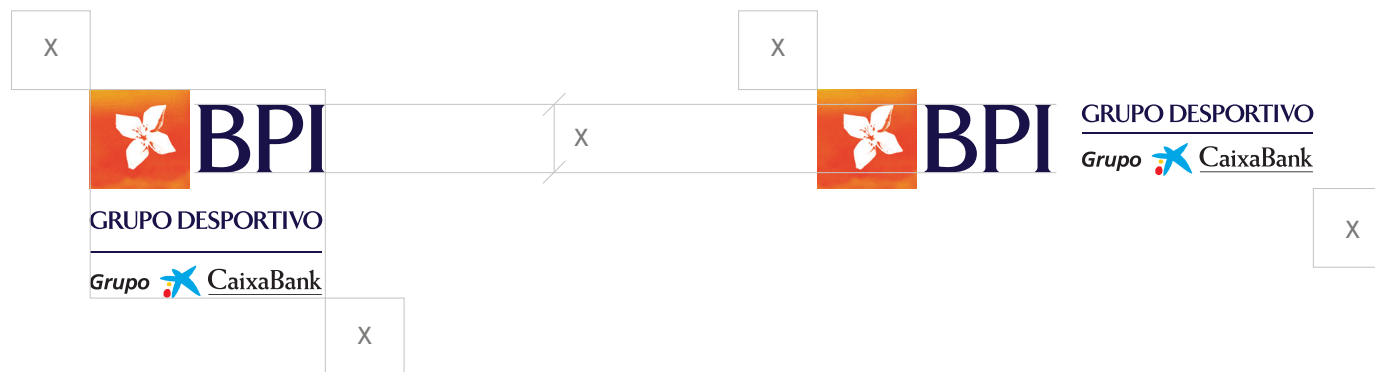 X
X
BPI
X
BPI
GRUPO DESPORTIVO
Grupo CaixaBank
GRUPO DESPORTIVO
Grupo CaixaBank
X
X